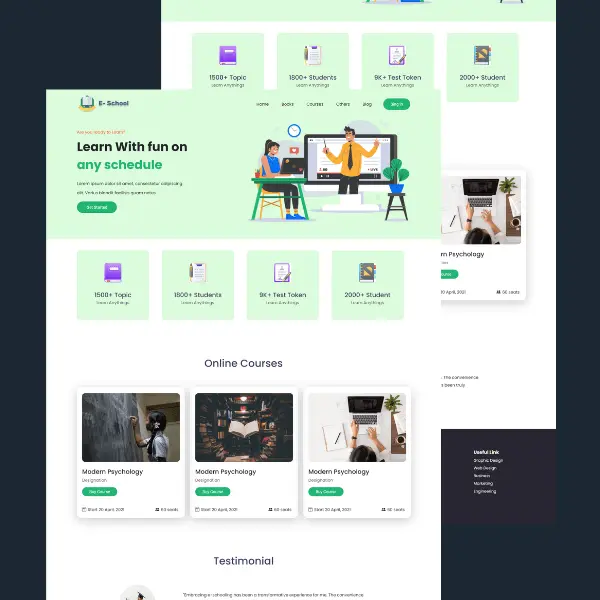 1500+ Topic
Learn Anythings
1800+ Students
Learn Anythings
9K+ Test Token
Learn Anythings
2000+ Student
Learn Anythings
E- School
Home
Books
Courses
Others
Blog
Sing In
Are you ready to Learn?
Learn With fun on
any schedule
Lorem ipsum dolor sit amet, consectetur adipiscing
elit. Varius blandit facilisis quam netus.
Get Started
LIVE
1500+ Topic
Learn Anythings
1800+ Students
Learn Anythings
9K+ Test Token
Learn Anythings
2000+ Student
Learn Anythings
Online Courses
Modern Psychology
Designation
Buy Course
Start 20 April, 2021
60 seats
Modern Psychology
Designation
Buy Course
Start 20 April, 2021
60 seats
Modern Psychology
Designation
Buy Course
Start 20 April, 2021
60 seats
Psychology
20 April, 2021
60 seats
The convenience
been truly
Useful Link
Graphic Design
Web Design
Business
Marketing
Engineering
Testimonial
"Embracing e-schooling has been a transformative experience for me. The convenience